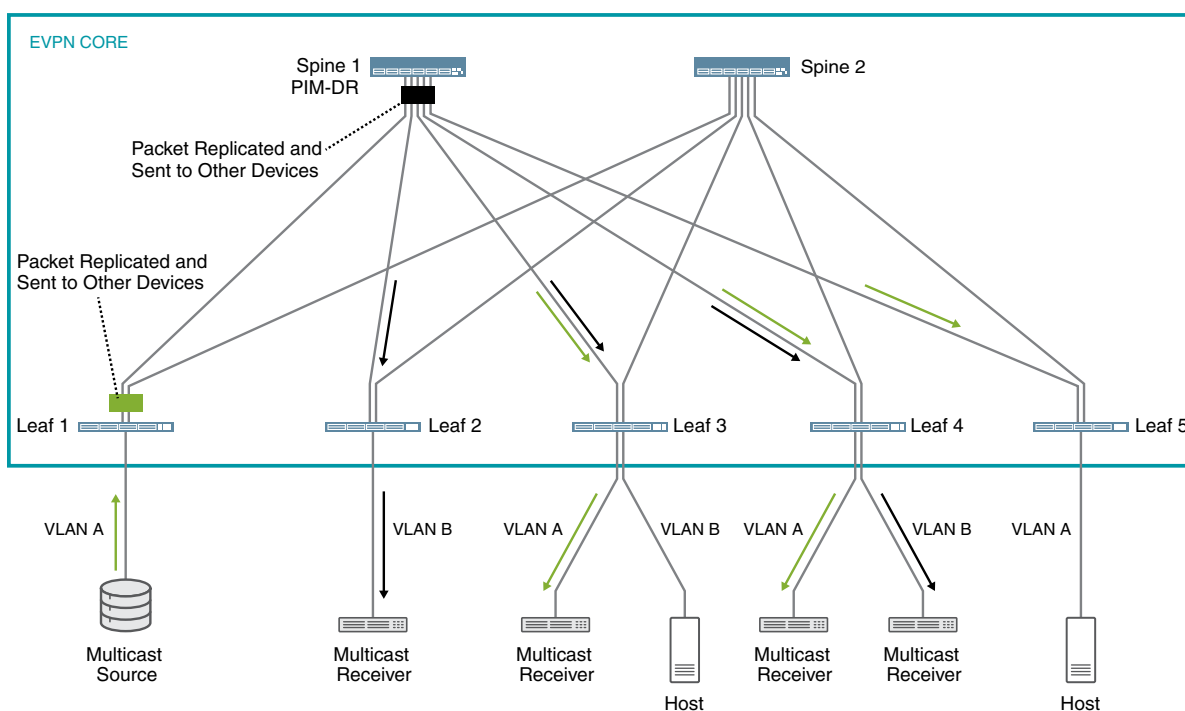 EVPN CORE
Spine 1
PIM-DR
Spine 2
Packet Replicated and
Sent to Other Devices
Packet Replicated and
Sent to Other Devices
Leaf 1
Leaf 2
Leaf 3
Leaf 4
Leaf 5
VLAN A
VLAN B
VLAN A
VLAN B
VLAN A
VLAN B
VLAN A
Multicast
Source
Multicast
Receiver
Multicast
Receiver
Host
Multicast
Receiver
Multicast
Receiver
Host